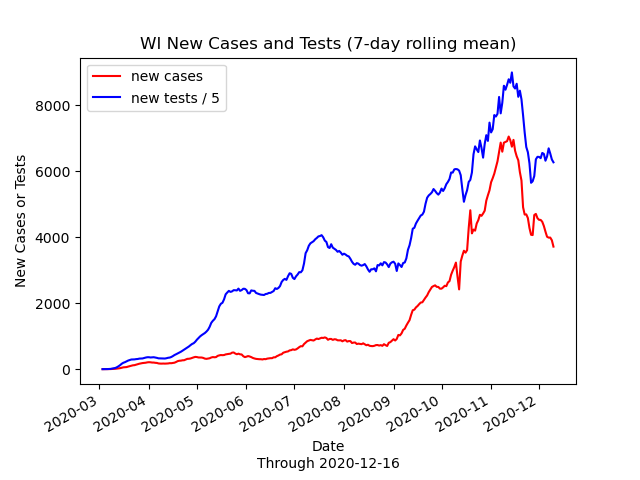 WI New Cases and Tests (7-day rolling mean)
new cases
new tests / 5
New Cases or Tests
8000
6000
4000
2000
0
2020-03
2020-04
2020-05
2020-06
2020-07
2020-08
2020-09
2020-10
2020-11
2020-12
Date
Through 2020-12-16